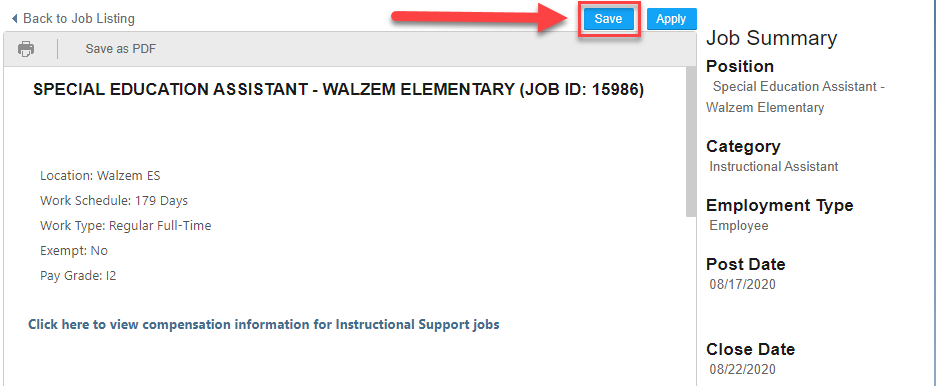 Back to Job Listing
Save
Apply
Save as PDF
SPECIAL EDUCATION ASSISTANT - WALZEM ELEMENTARY (JOB ID: 15986)
Location: Walzem ES
Work Schedule: 179 Days
Work Type: Regular Full-Time
Exempt: No
Pay Grade: I2
Click here to view compensation information for Instructional Support jobs
Job Summary
Position
Special Education Assistant -
Walzem Elementary
Category
Instructional Assistant
Employment Type
Employee
Post Date
08/17/2020
Close Date
08/22/2020